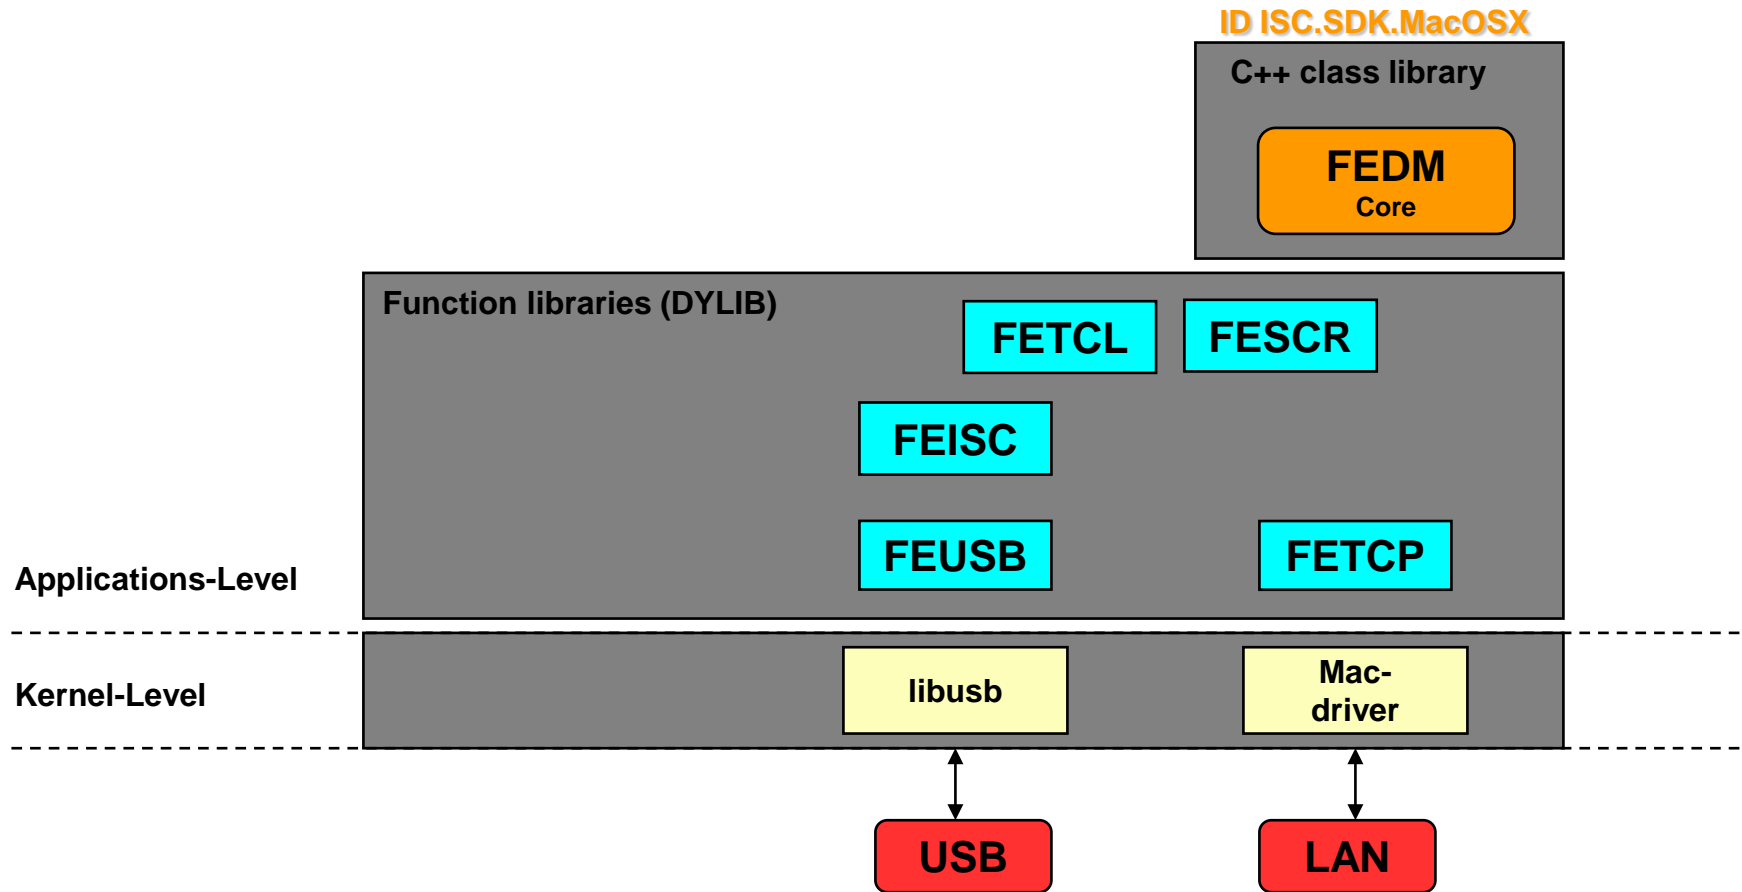 ID ISC.SDK.MacOSX
C++ class library
FEDM
Core
Function libraries (DYLIB)
FETCL
FESCR
FEISC
FEUSB
FETCP
Applications-Level
Kernel-Level
libusb
Mac-
driver
USB
LAN